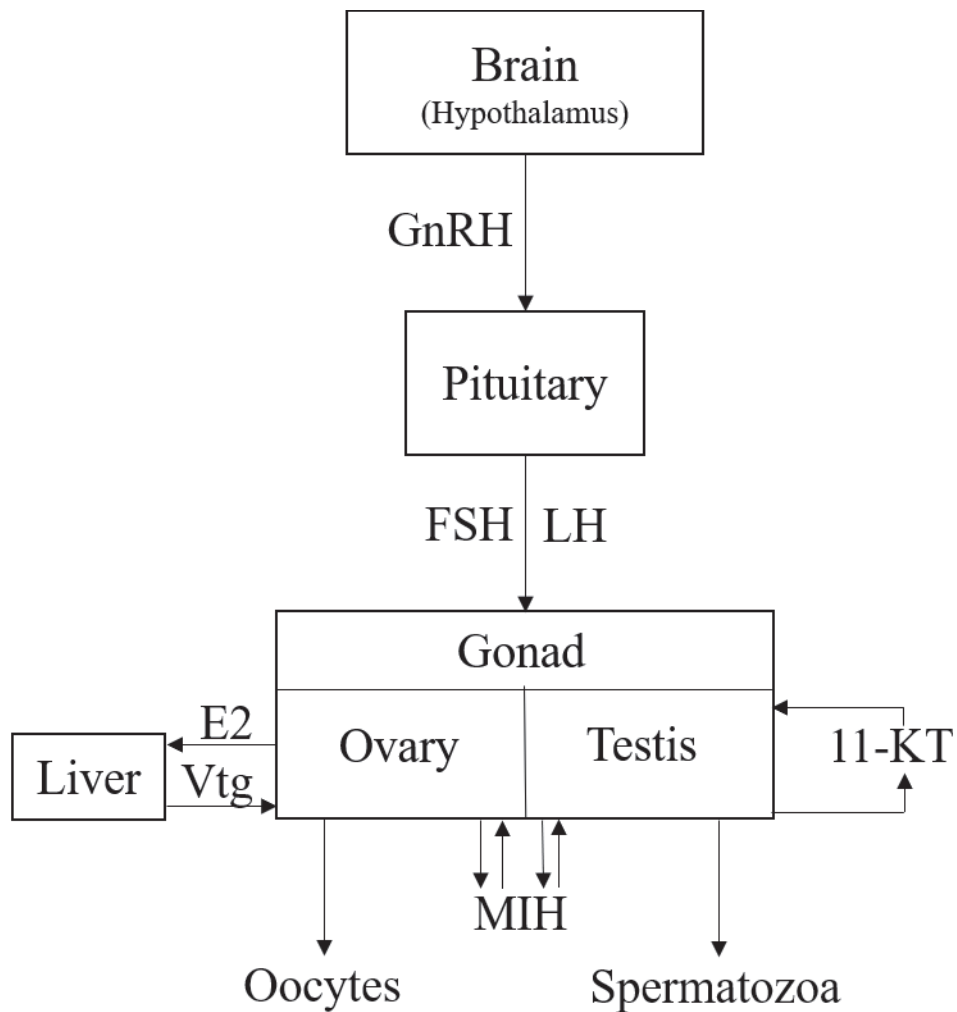 Brain
(Hypothalamus)
GnRH
Pituitary
FSH LH
Gonad
E2
Ovary Testis 11-KT
Liver Vtg
MIH
Oocytes Spermatozoa